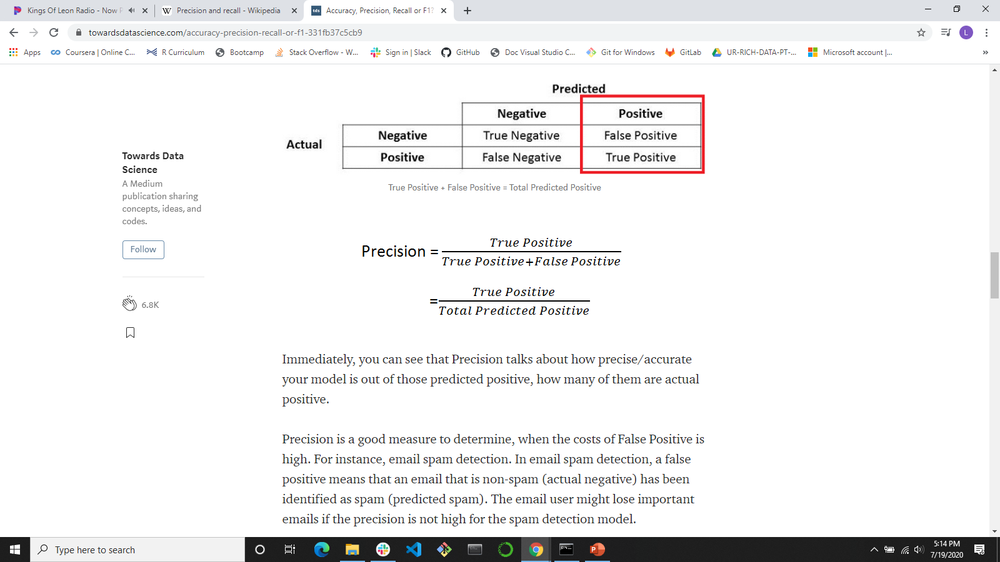 Kings Of Leon Radio - Now P
Precision and recall - Wikipedia
tds
Accuracy, Precision, Recall or F1?
towardsdatascience.com/accuracy-precision-recall-or-f1-331fb37c5cb9
L
Apps
Coursera | Online C...
R Curriculum
Bootcamp
Stack Overflow - W...
Sign in | Slack
GitHub
Doc Visual Studio C...
Git for Windows
GitLab
UR-RICH-DATA-PT-...
Microsoft account |...
»
Predicted
Negative Positive
Actual
Negative True Negative False Positive
Positive False Negative True Positive
True Positive + False Positive = Total Predicted Positive
Towards Data
Science
A Medium
publication sharing
concepts, ideas, and
codes.
Follow
6.8K
True Positive
Precision =
True Positive+False Positive
True Positive
=
Total Predicted Positive
Immediately, you can see that Precision talks about how precise/accurate
your model is out of those predicted positive, how many of them are actual
positive.
Precision is a good measure to determine, when the costs of False Positive is
high. For instance, email spam detection. In email spam detection, a false
positive means that an email that is non-spam (actual negative) has been
identified as spam (predicted spam). The email user might lose important
emails if the precision is not high for the spam detection model.
Type here to search
5:14 PM
7/19/2020